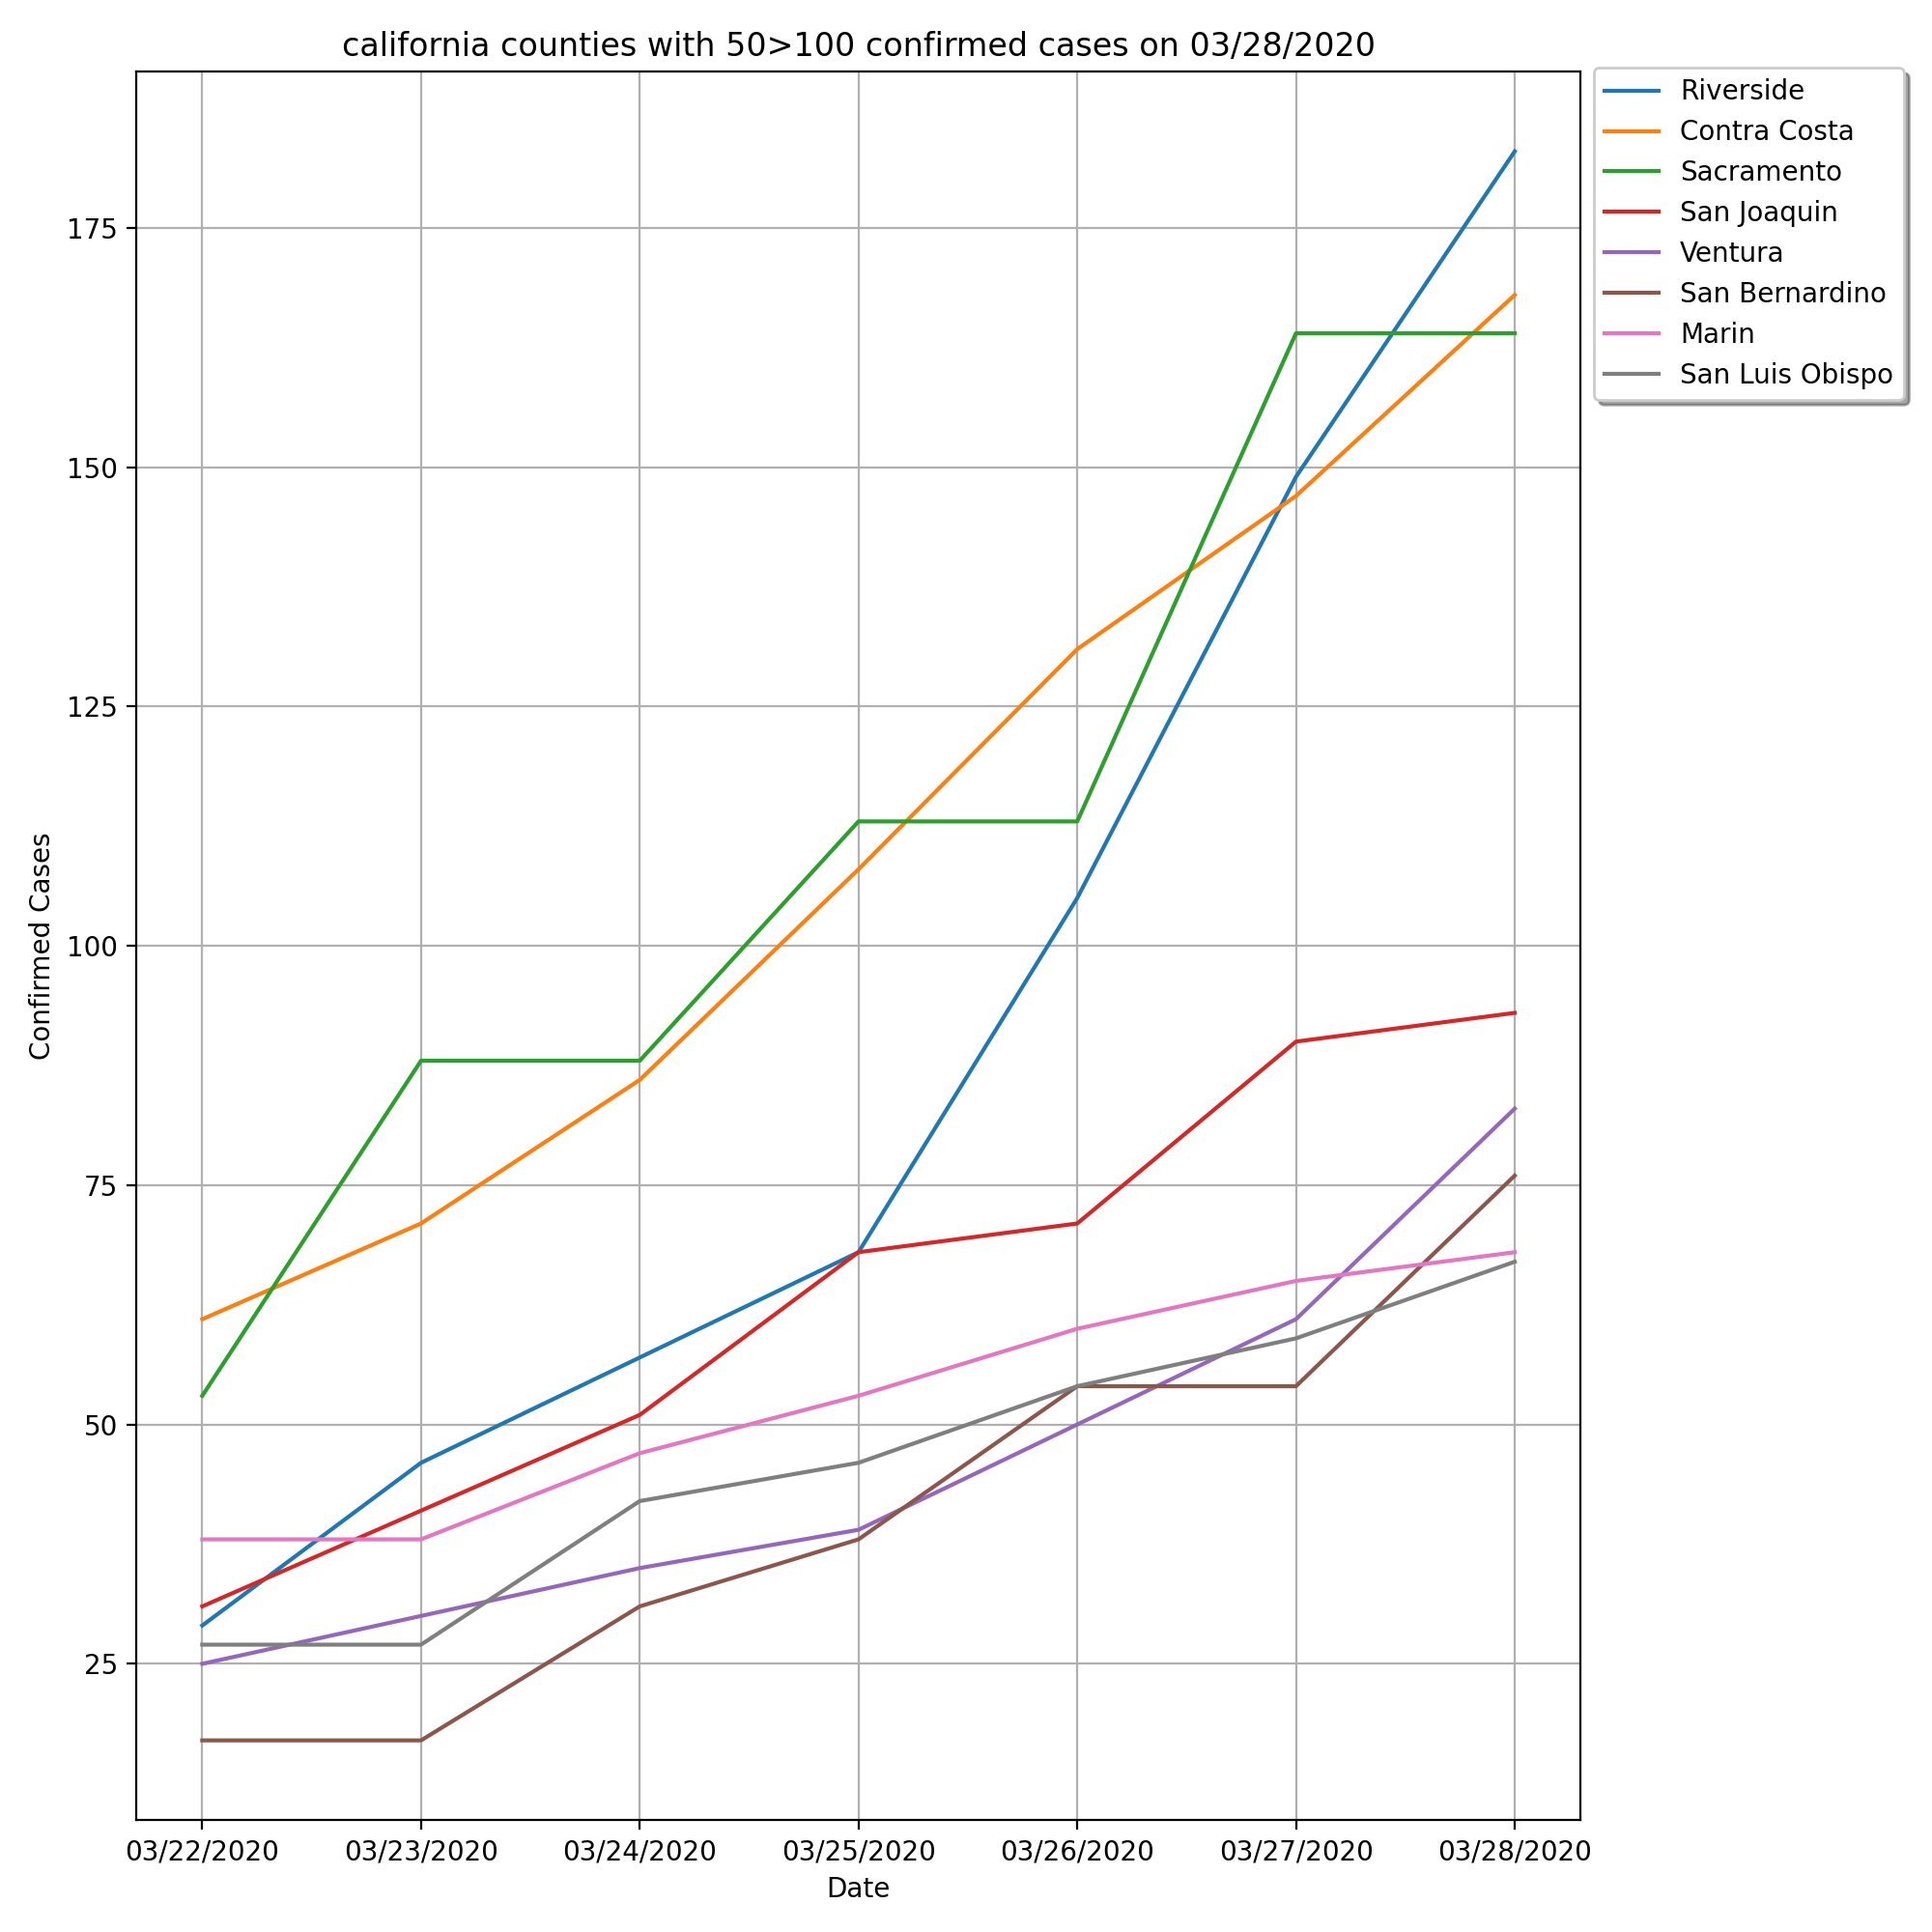 california counties with 50>100 confirmed cases on 03/28/2020
Riverside
Contra Costa
Sacramento
San Joaquin
Ventura
San Bernardino
Marin
San Luis Obispo
175
150
125
100
75
50
25
Confirmed Cases
03/22/2020 03/23/2020 03/24/2020 03/25/2020 03/26/2020 03/27/2020 03/28/2020
Date